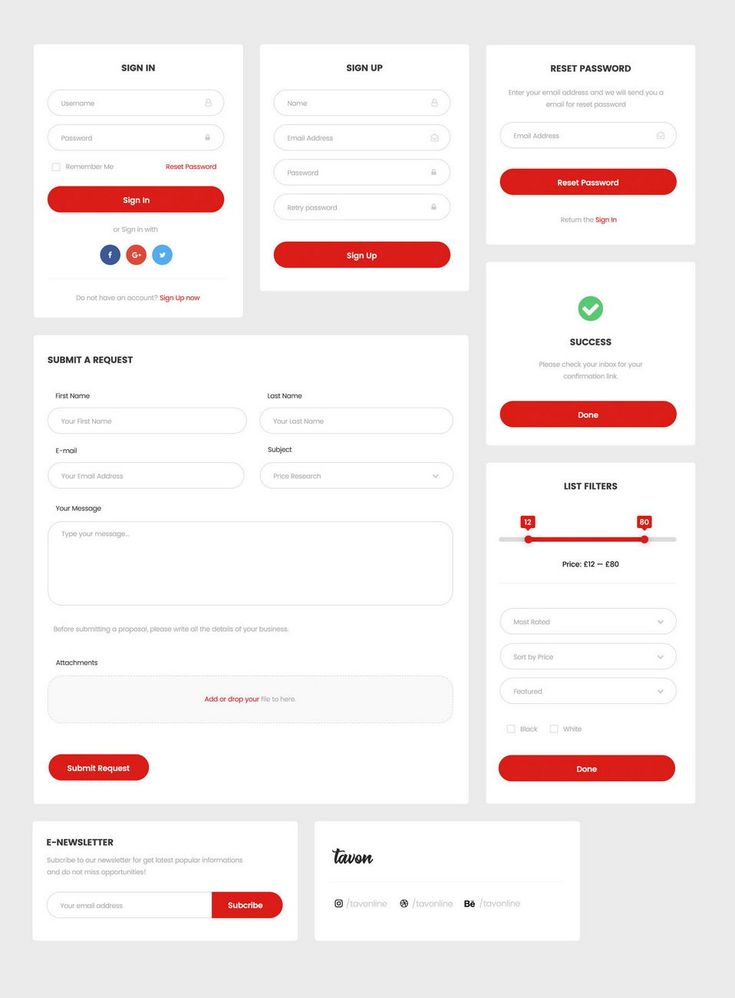 SIGN IN
Username
Password
Remember Me
Reset Password
Sign In
or Sign in with
f
G+
Do not have an account? Sign Up now
SIGN UP
Name
Email Address
Password
Retry password
Sign Up
RESET PASSWORD
Enter your email address and we will send you a
email for reset password
Email Address
Reset Password
Return the Sign In
SUCCESS
Please check your inbox for your
confirmation link.
Done
SUBMIT A REQUEST
First Name
Last Name
Your First Name
Your Last Name
E-mail
Subject
Your Email Address
Price Research
Your Message
Type your message...
Before submitting a proposal, please write all the details of your business.
Attachments
Add or drop your file to here.
Submit Request
LIST FILTERS
12
80
Price: £12 — £80
Most Rated
Sort by Price
Featured
Black
White
Done
E-NEWSLETTER
Subcribe to our newsletter for get latest popular informations
and do not miss opportunities!
Your email address
Subcribe
tavon
/tavonline
/tavonline
Bē /tavonline